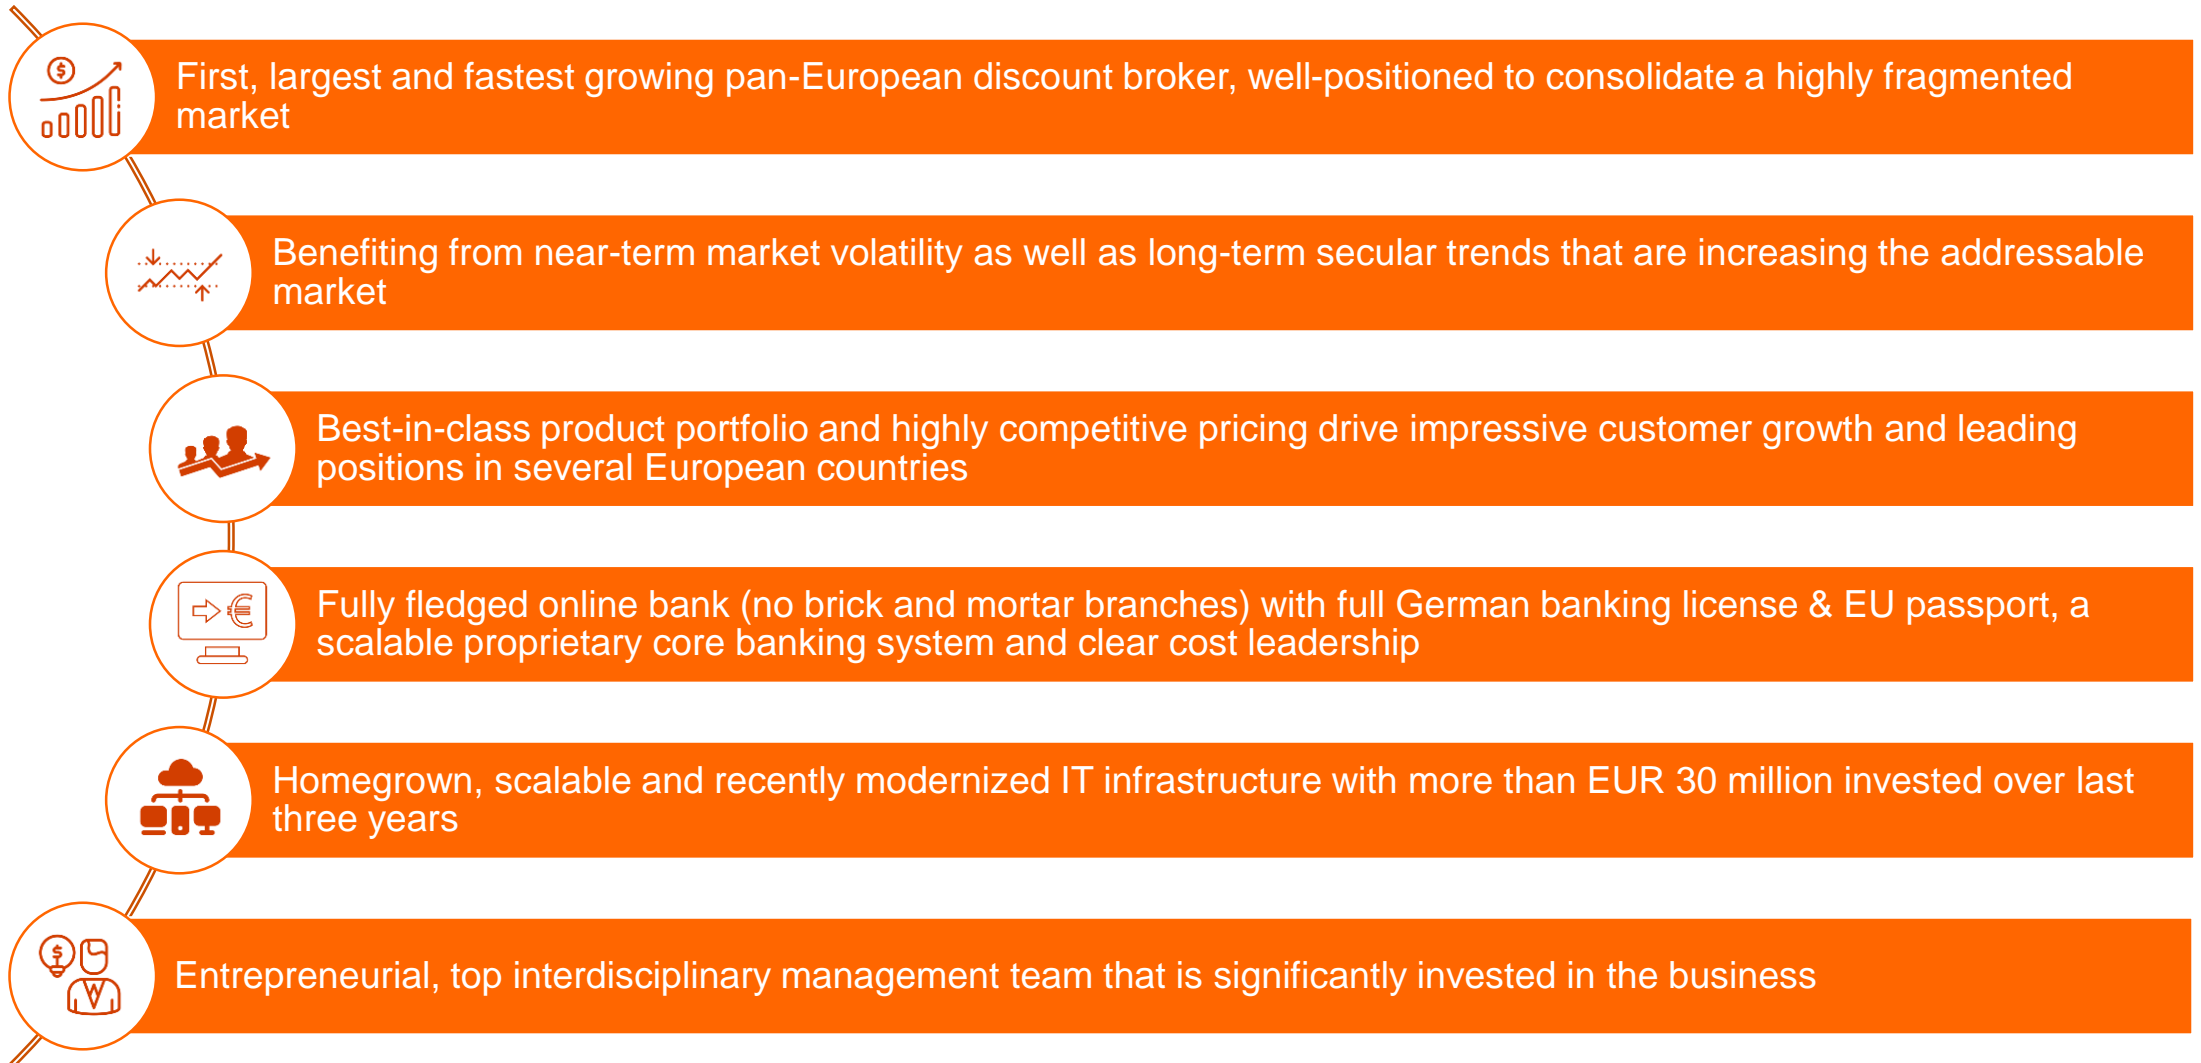 First, largest and fastest growing pan-European discount broker, well-positioned to consolidate a highly fragmented
market
Benefiting from near-term market volatility as well as long-term secular trends that are increasing the addressable
market
Best-in-class product portfolio and highly competitive pricing drive impressive customer growth and leading
positions in several European countries
Fully fledged online bank (no brick and mortar branches) with full German banking license & EU passport, a
scalable proprietary core banking system and clear cost leadership
Homegrown, scalable and recently modernized IT infrastructure with more than EUR 30 million invested over last
three years
Entrepreneurial, top interdisciplinary management team that is significantly invested in the business